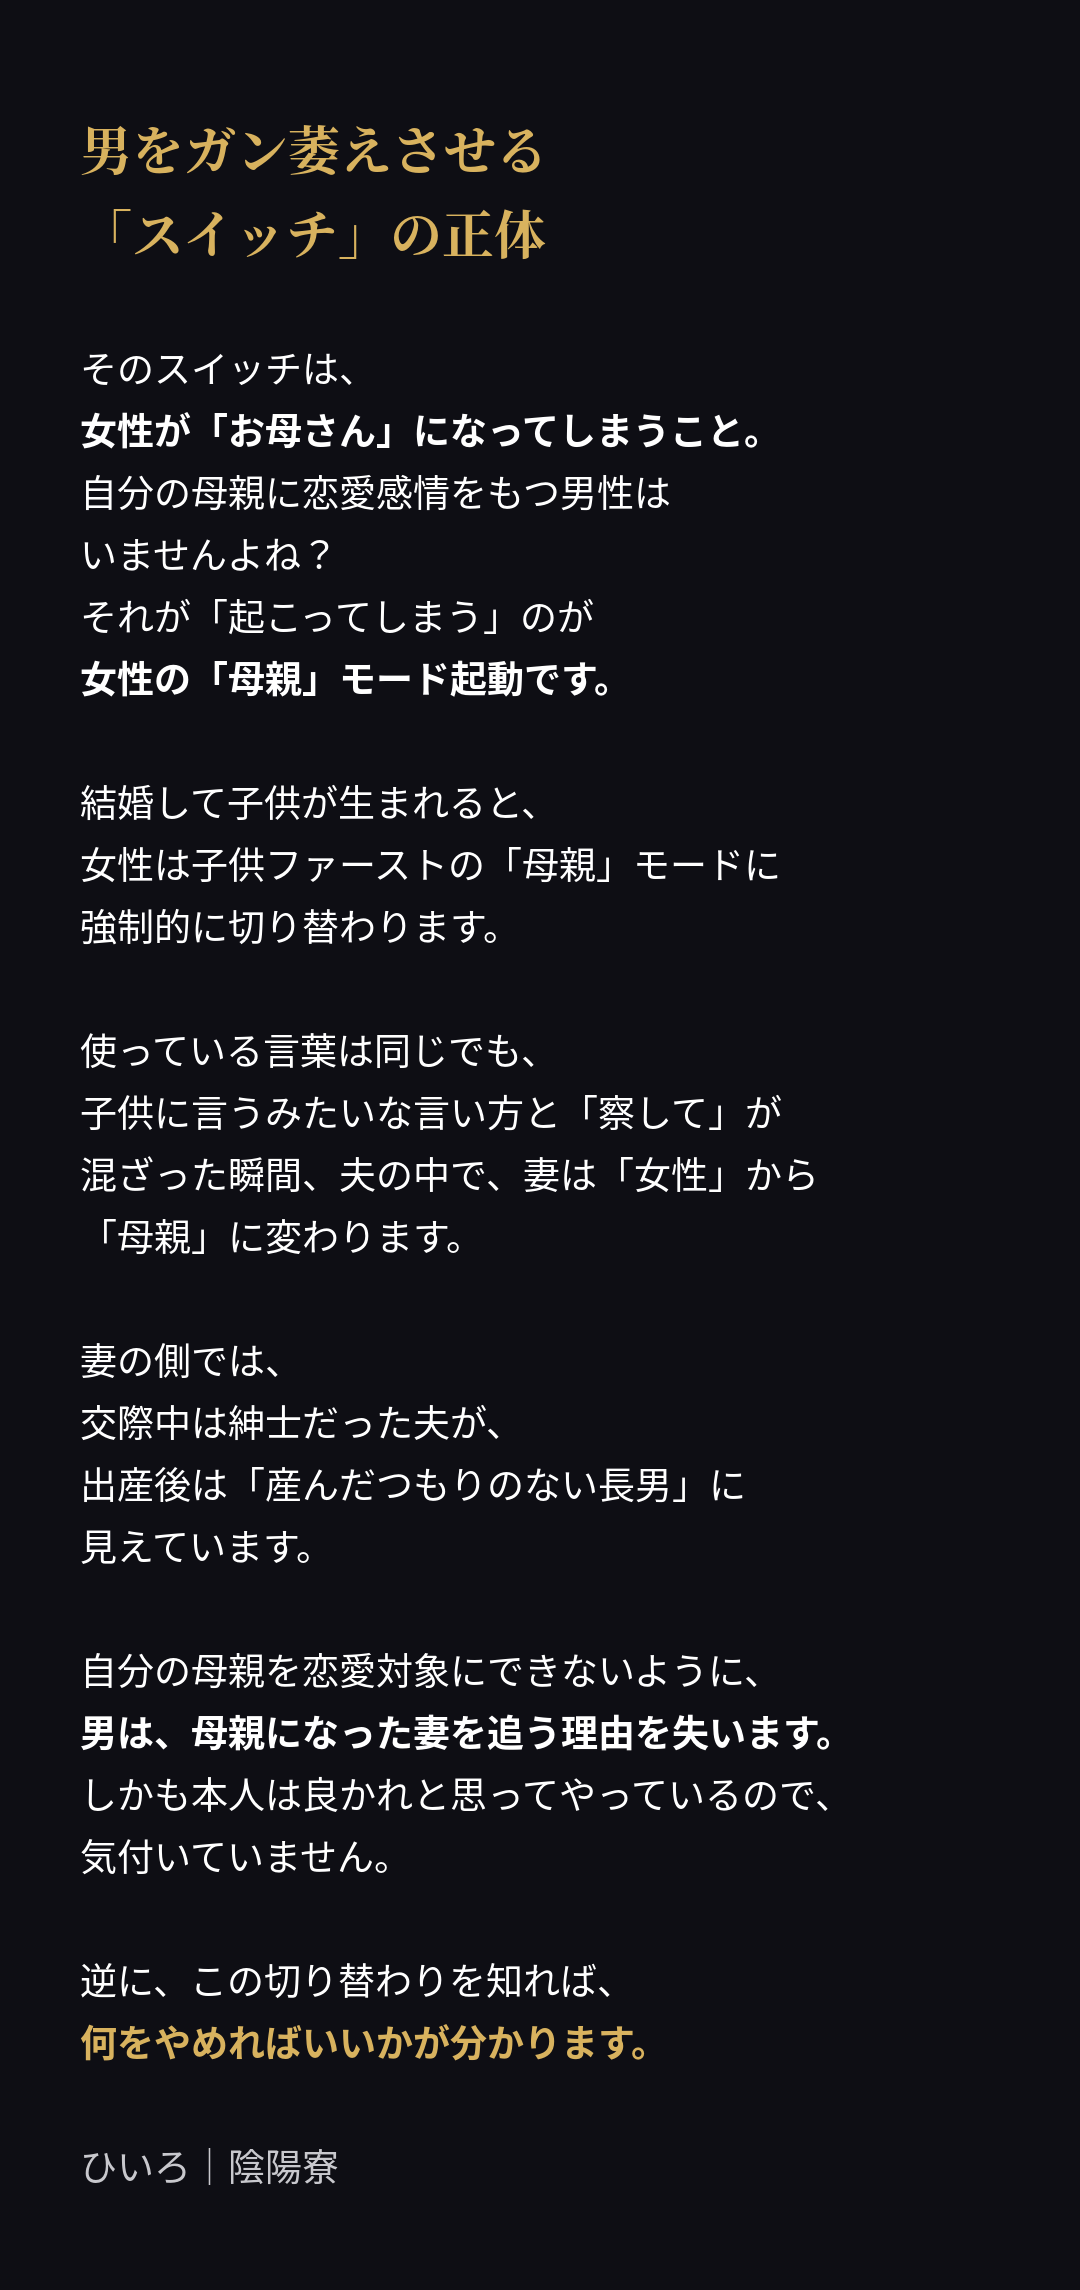 男をガン萎えさせる
「スイッチ」の正体
そのスイッチは、
女性が「お母さん」になってしまうこと。
自分の母親に恋愛感情をもつ男性は
いませんよね？
それが「起こってしまう」のが
女性の「母親」モード起動です。
結婚して子供が生まれると、
女性は子供ファーストの「母親」モードに
強制的に切り替わります。
使っている言葉は同じでも、
子供に言うみたいな言い方と「察して」が
混ざった瞬間、夫の中で、妻は「女性」から
「母親」に変わります。
妻の側では、
交際中は紳士だった夫が、
出産後は「産んだつもりのない長男」に
見えています。
自分の母親を恋愛対象にできないように、
男は、母親になった妻を追う理由を失います。
しかも本人は良かれと思ってやっているので、
気付いていません。
逆に、この切り替わりを知れば、
何をやめればいいかが分かります。
ひいろ｜陰陽寮